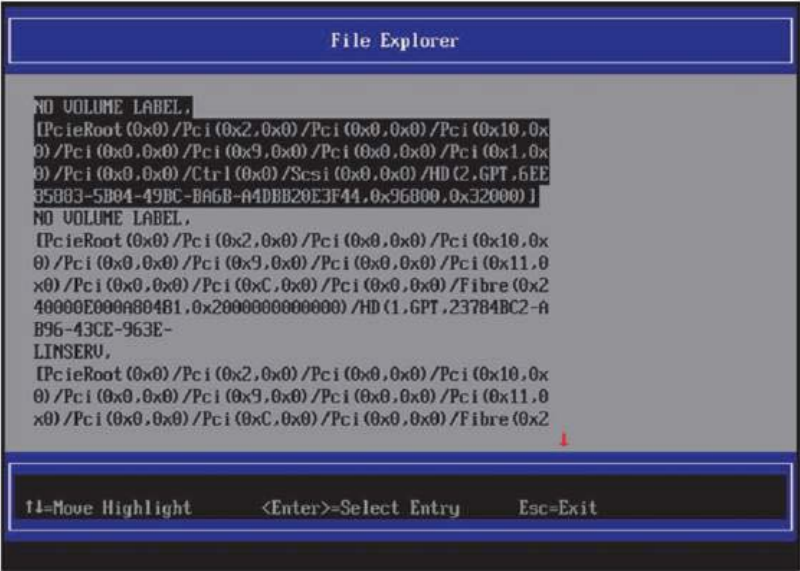 File Explorer
NO VOLUME LABEL,
[PcieRoot(0x0)/Pci(0x2,0x0)/Pci(0x0,0x0)/Pci(0x10,0x
0)/Pci(0x0,0x0)/Pci(0x9,0x0)/Pci(0x0,0x0)/Pci(0x1,0x
0)/Pci(0x0,0x0)/Ctrl(0x0)/Scsi(0x0,0x0)/HD(2,GPT,6EE
85883-5B04-49BC-BA6B-A4DBB20E3F44,0x96800,0x32000)]
NO VOLUME LABEL,
[PcieRoot(0x0)/Pci(0x2,0x0)/Pci(0x0,0x0)/Pci(0x10,0x
0)/Pci(0x0,0x0)/Pci(0x9,0x0)/Pci(0x0,0x0)/Pci(0x11,0
x0)/Pci(0x0,0x0)/Pci(0xC,0x0)/Pci(0x0,0x0)/Fibre(0x2
40000E000A80481,0x2000000000000)/HD(1,GPT,23784BC2-A
B96-43CE-963E-
LINSERV,
[PcieRoot(0x0)/Pci(0x2,0x0)/Pci(0x0,0x0)/Pci(0x10,0x
0)/Pci(0x0,0x0)/Pci(0x9,0x0)/Pci(0x0,0x0)/Pci(0x11,0
x0)/Pci(0x0,0x0)/Pci(0xC,0x0)/Pci(0x0,0x0)/Fibre(0x2
↓
↑↓=Move Highlight <Enter>=Select Entry Esc=Exit